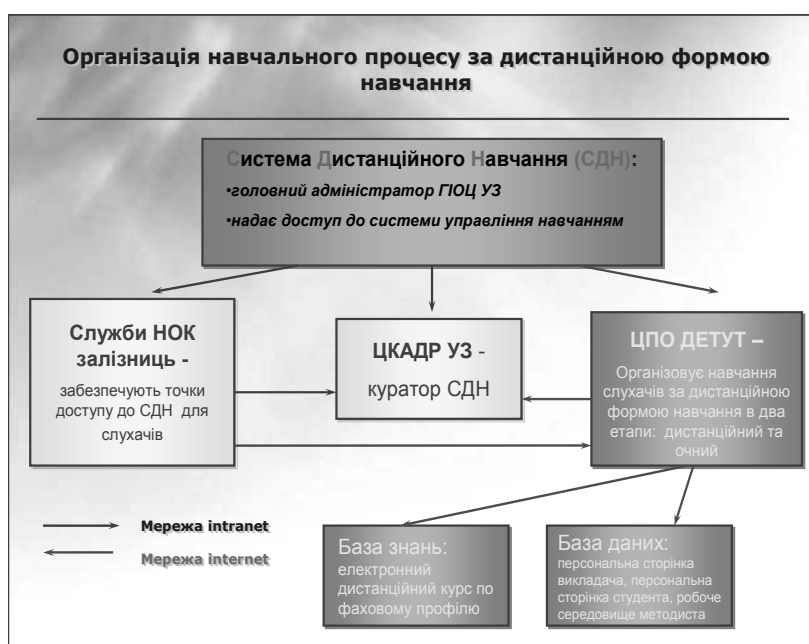 Організація навчального процесу за дистанційною формою
навчання
Система Дистанційного Навчання (СДН):
•головний адміністратор ГІОЦ УЗ
•надає доступ до системи управління навчанням
Служби НОК
залізниць -
забезпечують точки
доступу до СДН для
слухачів
ЦКАДР УЗ -
куратор СДН
ЦПО ДЕТУТ –
Організовує навчання
слухачів за дистанційною
формою навчання в два
етапи: дистанційний та
очний
Мережа intranet
Мережа internet
База знань:
електронний
дистанційний курс по
фаховому профілю
База даних:
персональна сторінка
викладача, персональна
сторінка студента, робоче
середовище методиста